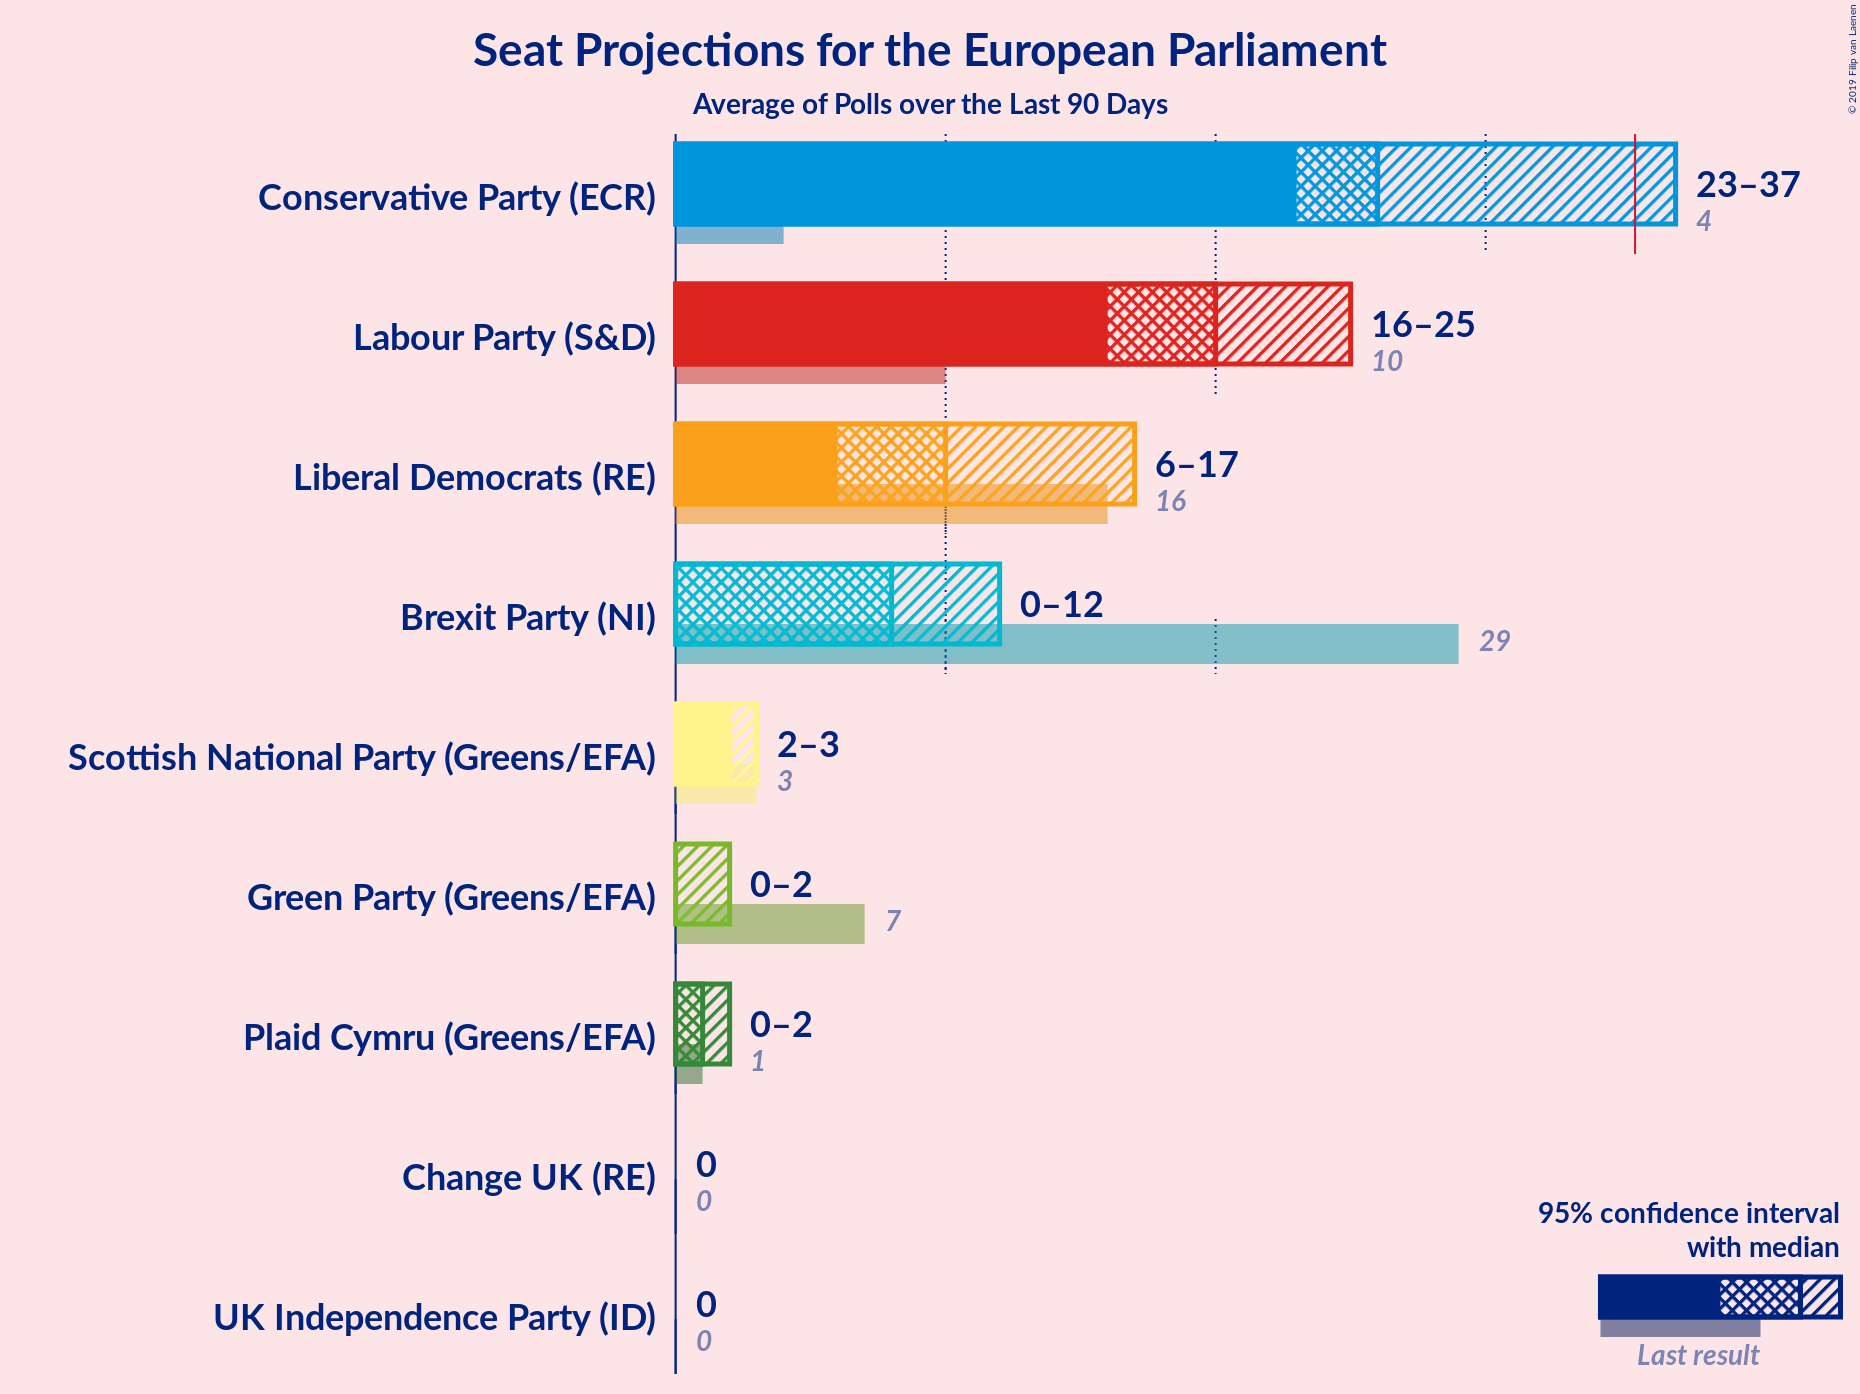 Seat Projections for the European Parliament
Average of Polls over the Last 90 Days
© 2019 Filip van Laenen
Conservative Party (ECR)
23–37
4
Labour Party (S&D)
16–25
10
Liberal Democrats (RE)
6–17
16
Brexit Party (NI)
0–12
29
Scottish National Party (Greens/EFA)
2–3
3
Green Party (Greens/EFA)
0–2
7
Plaid Cymru (Greens/EFA)
0–2
1
Change UK (RE)
0
0
UK Independence Party (ID)
0
0
95% confidence interval
with median
Last result